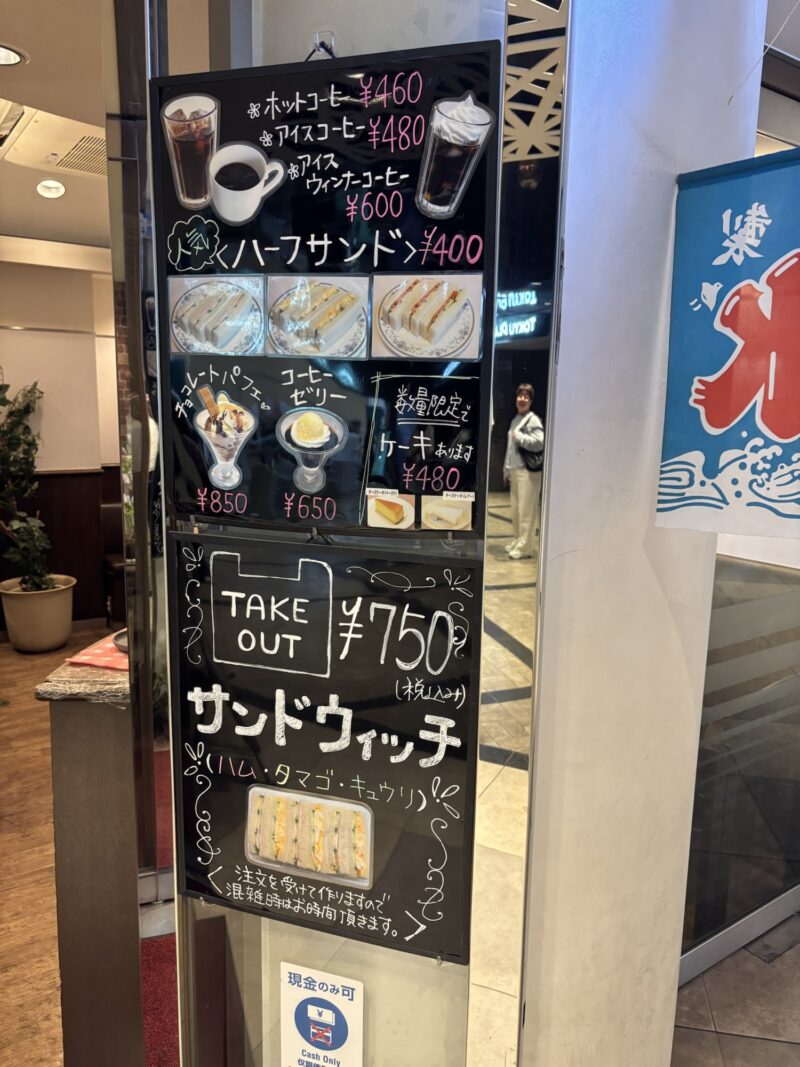 ホットコーヒー ¥460
アイスコーヒー ¥480
アイス
ウィンナーコーヒー
¥600
人気 〈ハーフサンド〉 ¥400
チョコレートパフェ
¥850
コーヒー
ゼリー
¥650
数量限定で
ケーキあります
¥480
TAKE
OUT
¥750
(税込み)
サンドウィッチ
(ハム・タマゴ・キュウリ)
〈注文を受けて作りますので
混雑時はお時間頂きます。〉
現金のみ可
¥
Cash Only
製
氷